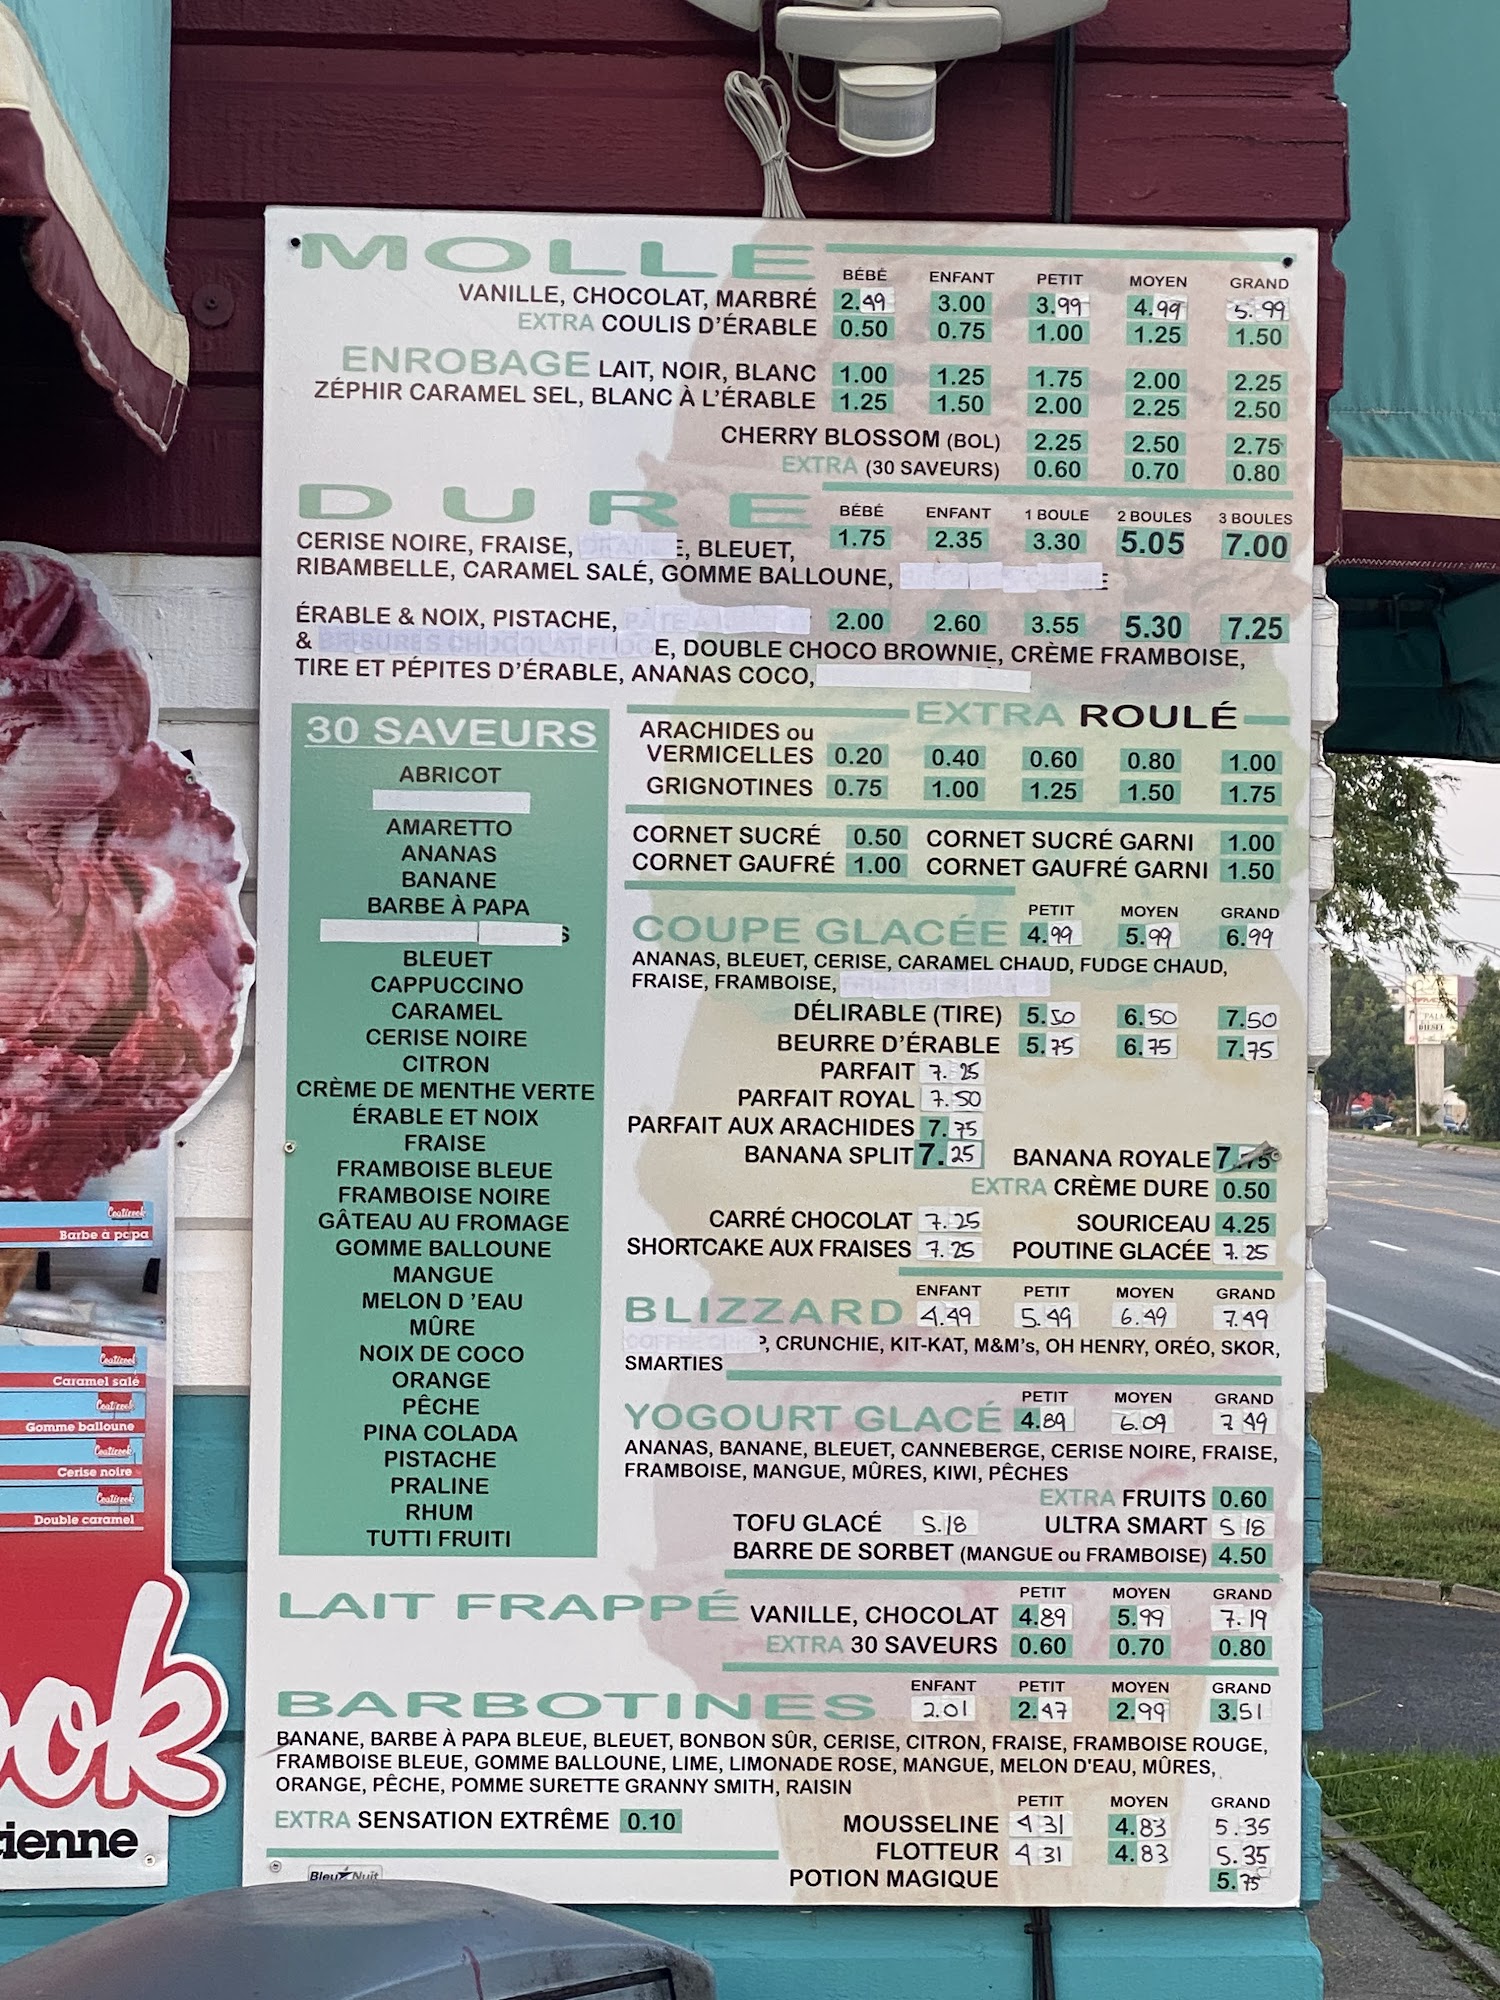 MOLLE
BÉBÉ ENFANT PETIT MOYEN GRAND
VANILLE, CHOCOLAT, MARBRÉ 2.49 3.00 3.99 4.99 5.99
EXTRA COULIS D'ÉRABLE 0.50 0.75 1.00 1.25 1.50
ENROBAGE LAIT, NOIR, BLANC 1.00 1.25 1.75 2.00 2.25
ZÉPHIR CARAMEL SEL, BLANC À L'ÉRABLE 1.25 1.50 2.00 2.25 2.50
CHERRY BLOSSOM (BOL) 2.25 2.50 2.75
EXTRA (30 SAVEURS) 0.60 0.70 0.80
DURE
BÉBÉ ENFANT 1 BOULE 2 BOULES 3 BOULES
CERISE NOIRE, FRAISE, BLEUET, 1.75 2.35 3.30 5.05 7.00
RIBAMBELLE, CARAMEL SALÉ, GOMME BALLOUNE,
ÉRABLE & NOIX, PISTACHE, 2.00 2.60 3.55 5.30 7.25
& BRISURES CHOCOLAT FUDGE, DOUBLE CHOCO BROWNIE, CRÈME FRAMBOISE,
TIRE ET PÉPITES D'ÉRABLE, ANANAS COCO,
30 SAVEURS
ABRICOT
AMARETTO
ANANAS
BANANE
BARBE À PAPA
S
BLEUET
CAPPUCCINO
CARAMEL
CERISE NOIRE
CITRON
CRÈME DE MENTHE VERTE
ÉRABLE ET NOIX
FRAISE
FRAMBOISE BLEUE
FRAMBOISE NOIRE
GÂTEAU AU FROMAGE
GOMME BALLOUNE
MANGUE
MELON D 'EAU
MÛRE
NOIX DE COCO
ORANGE
PÊCHE
PINA COLADA
PISTACHE
PRALINE
RHUM
TUTTI FRUITI
EXTRA ROULÉ
ARACHIDES ou
VERMICELLES 0.20 0.40 0.60 0.80 1.00
GRIGNOTINES 0.75 1.00 1.25 1.50 1.75
CORNET SUCRÉ 0.50 CORNET SUCRÉ GARNI 1.00
CORNET GAUFRÉ 1.00 CORNET GAUFRÉ GARNI 1.50
PETIT MOYEN GRAND
COUPE GLACÉE 4.99 5.99 6.99
ANANAS, BLEUET, CERISE, CARAMEL CHAUD, FUDGE CHAUD,
FRAISE, FRAMBOISE,
DÉLIRABLE (TIRE) 5.50 6.50 7.50
BEURRE D'ÉRABLE 5.75 6.75 7.75
PARFAIT 7.25
PARFAIT ROYAL 7.50
PARFAIT AUX ARACHIDES 7.75
BANANA SPLIT 7.25 BANANA ROYALE 7.75
EXTRA CRÈME DURE 0.50
CARRÉ CHOCOLAT 7.25 SOURICEAU 4.25
SHORTCAKE AUX FRAISES 7.25 POUTINE GLACÉE 7.25
ENFANT PETIT MOYEN GRAND
BLIZZARD 4.49 5.49 6.49 7.49
COFFEE CRISP, CRUNCHIE, KIT-KAT, M&M's, OH HENRY, ORÉO, SKOR,
SMARTIES
PETIT MOYEN GRAND
YOGOURT GLACÉ 4.89 6.09 7.49
ANANAS, BANANE, BLEUET, CANNEBERGE, CERISE NOIRE, FRAISE,
FRAMBOISE, MANGUE, MÛRES, KIWI, PÊCHES
EXTRA FRUITS 0.60
TOFU GLACÉ 5.18 ULTRA SMART 5 18
BARRE DE SORBET (MANGUE ou FRAMBOISE) 4.50
PETIT MOYEN GRAND
LAIT FRAPPÉ VANILLE, CHOCOLAT 4.89 5.99 7.19
EXTRA 30 SAVEURS 0.60 0.70 0.80
ENFANT PETIT MOYEN GRAND
BARBOTINES 2.01 2.47 2.99 3.51
BANANE, BARBE À PAPA BLEUE, BLEUET, BONBON SÛR, CERISE, CITRON, FRAISE, FRAMBOISE ROUGE,
FRAMBOISE BLEUE, GOMME BALLOUNE, LIME, LIMONADE ROSE, MANGUE, MELON D'EAU, MÛRES,
ORANGE, PÊCHE, POMME SURETTE GRANNY SMITH, RAISIN
EXTRA SENSATION EXTRÊME 0.10
PETIT MOYEN GRAND
MOUSSELINE 4 31 4.83 5.35
FLOTTEUR 4 31 4.83 5.35
POTION MAGIQUE 5.75
Bleu Nuit
Coaticook
Barbe à papa
Coaticook
Caramel salé
Coaticook
Gomme balloune
Coaticook
Cerise noire
Coaticook
Double caramel
ook
ienne